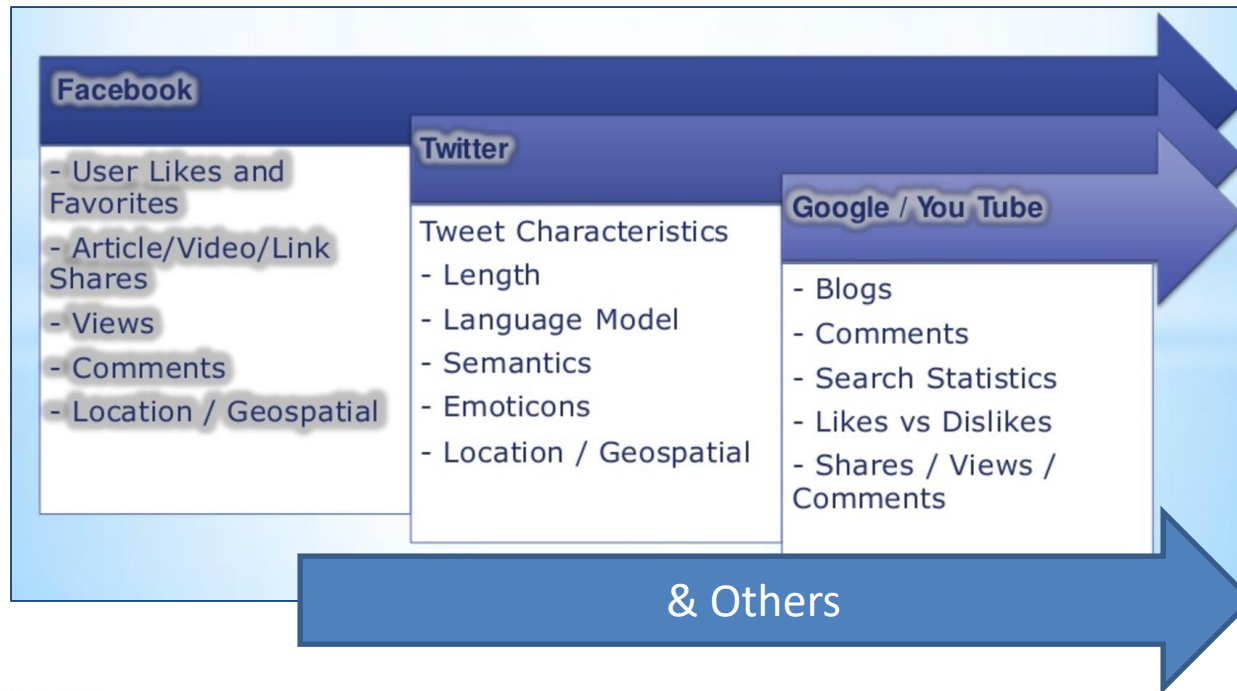 Facebook
- User Likes and
Favorites
- Article/Video/Link
Shares
- Views
- Comments
- Location / Geospatial
Twitter
Tweet Characteristics
- Length
- Language Model
- Semantics
- Emoticons
- Location / Geospatial
Google / You Tube
- Blogs
- Comments
- Search Statistics
- Likes vs Dislikes
- Shares / Views /
Comments
& Others